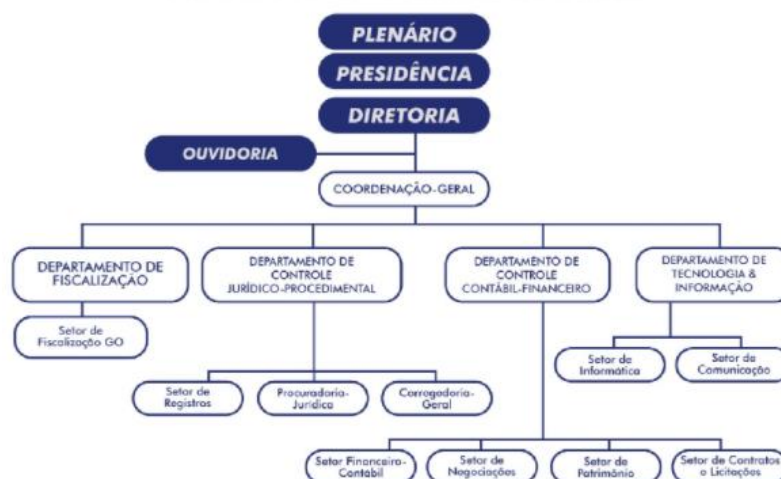 PLENÁRIO
PRESIDÊNCIA
DIRETORIA
OUVIDORIA
COORDENAÇÃO-GERAL
DEPARTAMENTO DE
FISCALIZAÇÃO
DEPARTAMENTO DE
CONTROLE
JURÍDICO-PROCEDIMENTAL
DEPARTAMENTO DE
CONTROLE
CONTÁBIL-FINANCEIRO
DEPARTAMENTO DE
TECNOLOGIA &
INFORMAÇÃO
Setor de
Fiscalização GO
Setor de
Informática
Setor de
Comunicação
Setor de
Registros
Procuradoria-
Jurídica
Corregedoria-
Geral
Setor Financeiro-
Contábil
Setor de
Negociações
Setor de
Patrimônio
Setor de Contratos
e Licitações